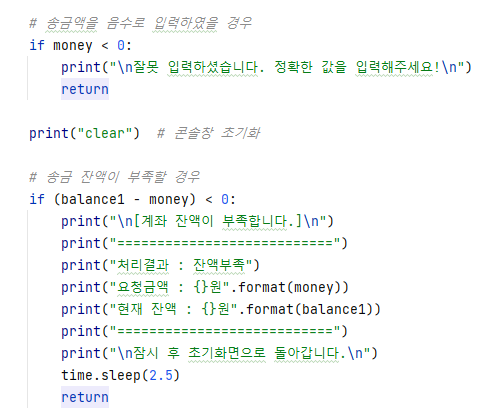 # 송금액을 음수로 입력하였을 경우
if money < 0:
    print("\n잘못 입력하셨습니다. 정확한 값을 입력해주세요!\n")
    return

print("clear")  # 콘솔창 초기화

# 송금 잔액이 부족할 경우
if (balance1 - money) < 0:
    print("\n[계좌 잔액이 부족합니다.]\n")
    print("===========================")
    print("처리결과 : 잔액부족")
    print("요청금액 : {}원".format(money))
    print("현재 잔액 : {}원".format(balance1))
    print("===========================")
    print("\n잠시 후 초기화면으로 돌아갑니다.\n")
    time.sleep(2.5)
    return